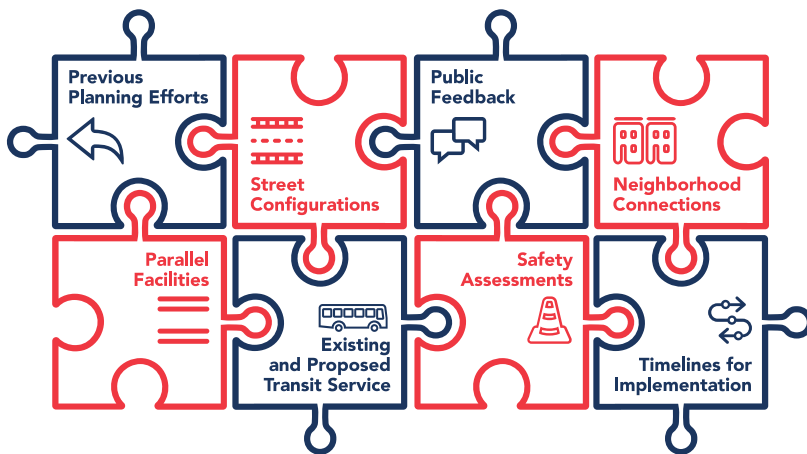 Previous
Planning Efforts
Street
Configurations
Public
Feedback
Neighborhood
Connections
Parallel
Facilities
Existing
and Proposed
Transit Service
Safety
Assessments
Timelines for
Implementation